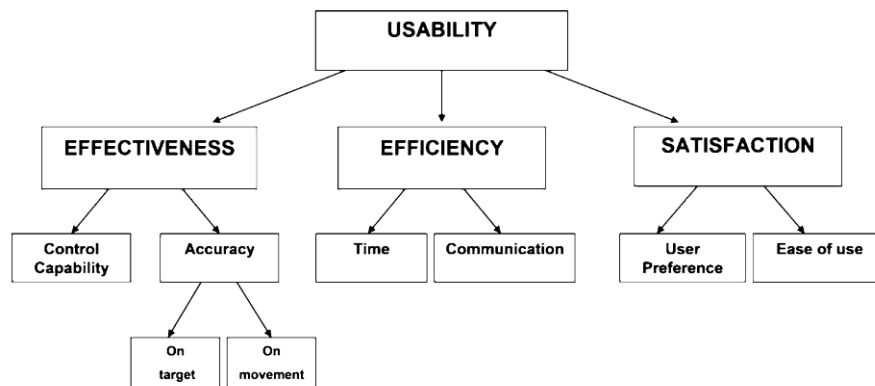 USABILITY
EFFECTIVENESS
EFFICIENCY
SATISFACTION
Control
Capability
Accuracy
Time
Communication
User
Preference
Ease of use
On
target
On
movement